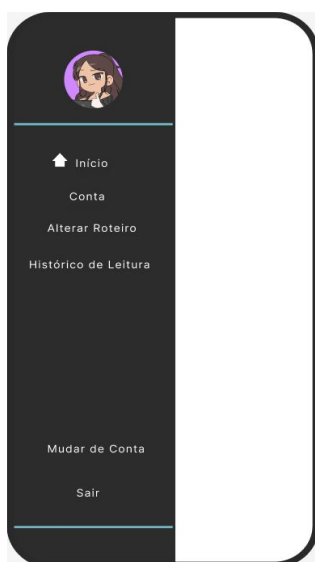 Início
Conta
Alterar Roteiro
Histórico de Leitura
Mudar de Conta
Sair